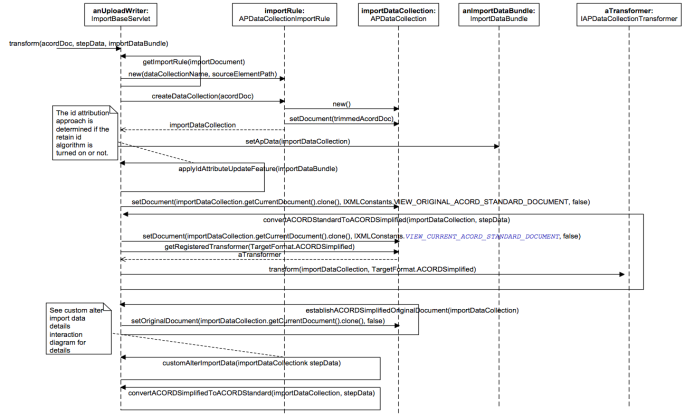 anUploadWriter:
ImportBaseServlet
importRule:
APDataCollectionImportRule
importDataCollection:
APDataCollection
anImportDataBundle:
ImportDataBundle
aTransformer:
IAPDataCollectionTransformer
transform(acordDoc, stepData, importDataBundle)
getImportRule(importDocument)
new(dataCollectionName, sourceElementPath)
createDataCollection(acordDoc)
new()
The id attribution
approach is
determined if the
retain id
algorithm is
turned on or not.
setDocument(trimmedAcordDoc)
importDataCollection
setApData(importDataCollection)
applyIdAttributeUpdateFeature(importDataBundle)
setDocument(importDataCollection.getCurrentDocument().clone(), IXMLConstants.VIEW_ORIGINAL_ACORD_STANDARD_DOCUMENT, false)
convertACORDStandardToACORDSimplified(importDataCollection, stepData)
setDocument(importDataCollection.getCurrentDocument().clone(), IXMLConstants.VIEW_CURRENT_ACORD_STANDARD_DOCUMENT, false)
getRegisteredTransformer(TargetFormat.ACORDSimplified)
aTransformer
transform(importDataCollection, TargetFormat.ACORDSimplified)
See custom alter
import data
details
interaction
diagram for
details
establishACORDSimplifiedOriginalDocument(importDataCollection)
setOriginalDocument(importDataCollection.getCurrentDocument().clone(), false)
customAlterImportData(importDataCollectionk stepData)
convertACORDSimplifiedToACORDStandard(importDataCollection, stepData)